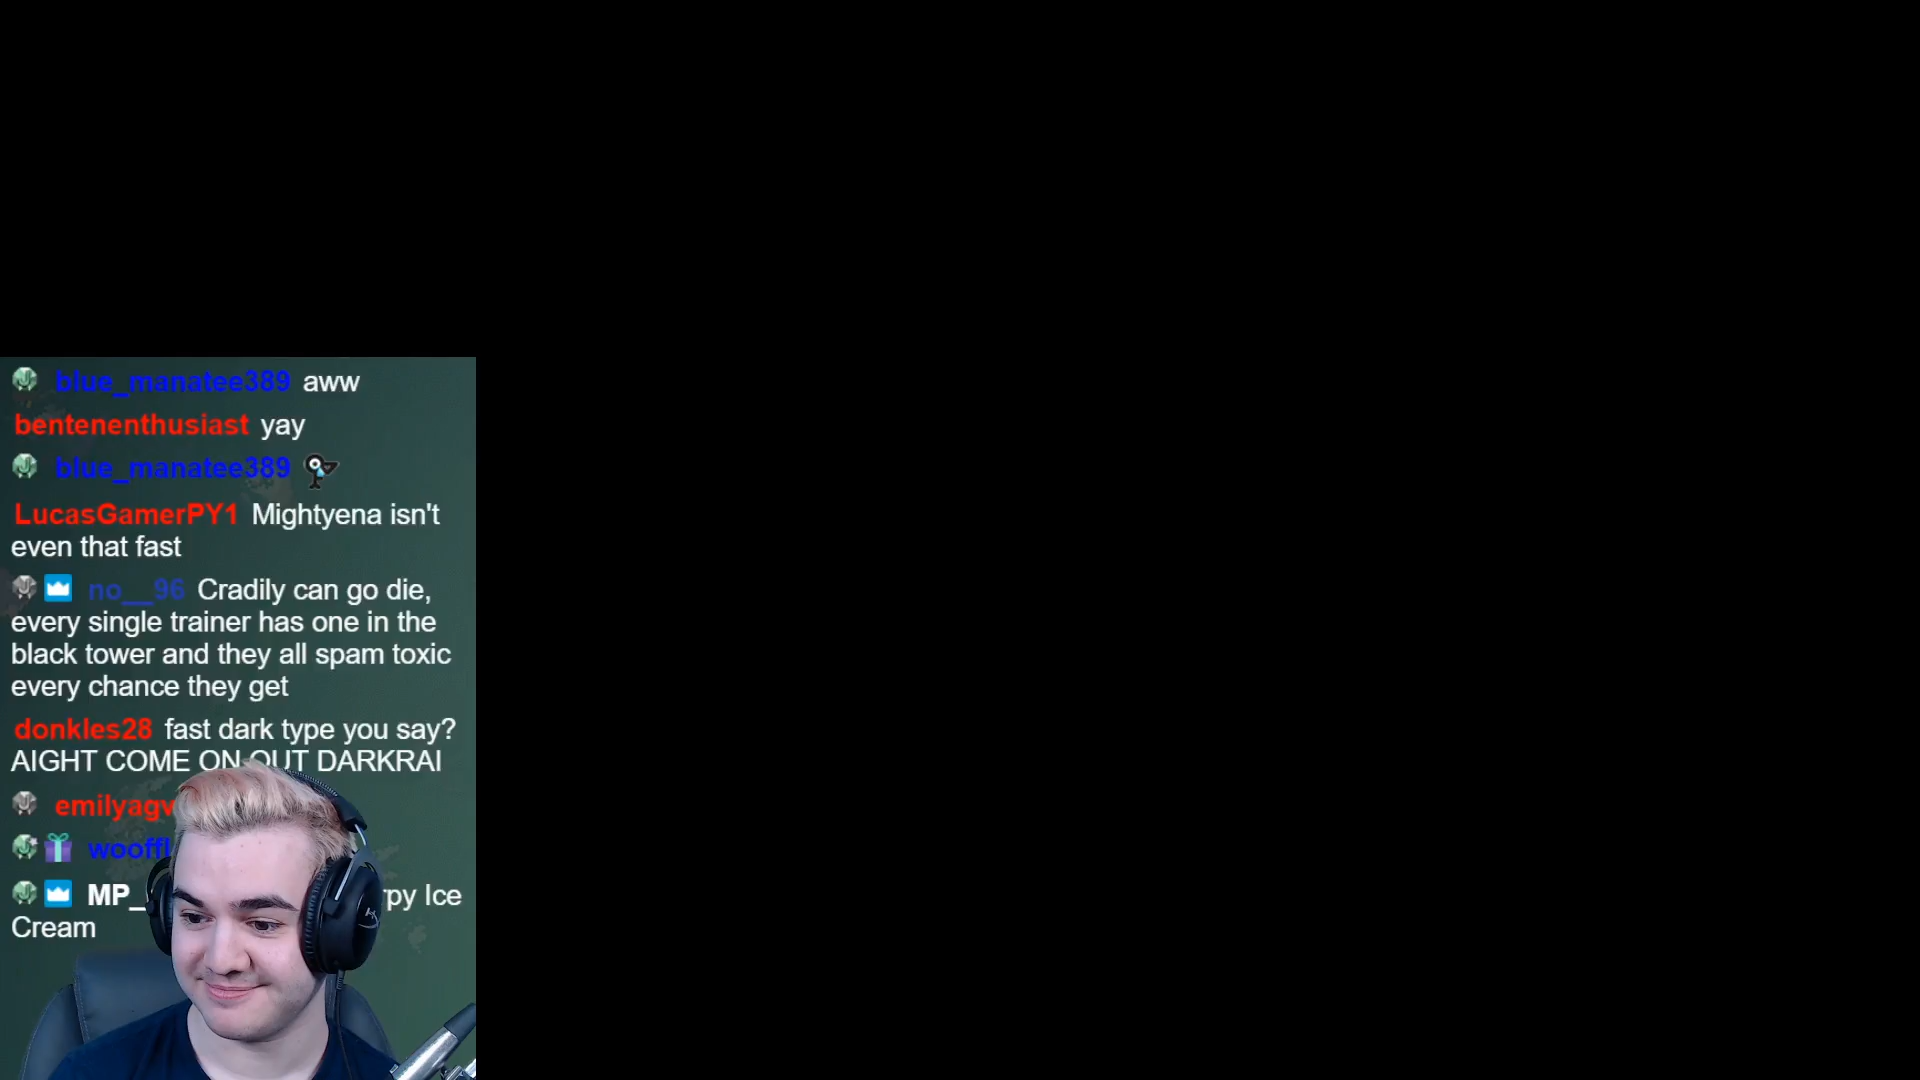 blue_manatee389 aww
bentenenthusiast yay
blue_manatee389
LucasGamerPY1 Mightyena isn't
even that fast
no__96 Cradily can go die,
every single trainer has one in the
black tower and they all spam toxic
every chance they get
donkles28 fast dark type you say?
AIGHT COME ON OUT DARKRAI
emilyagv
wooffl
MP_ rpy Ice
Cream